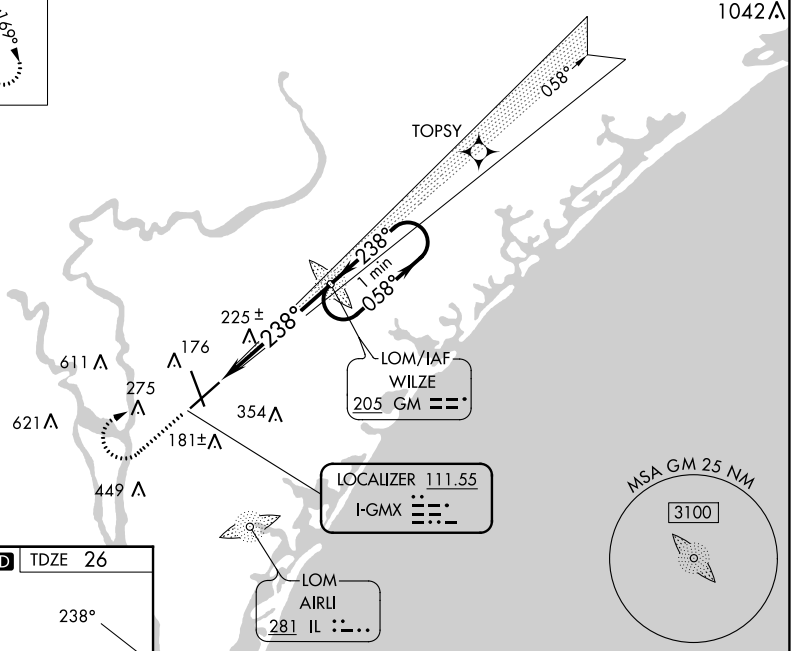 1042
169°
058°
TOPSY
238°
1 min
058°
225 ±
238°
LOM/IAF
WILZE
205 GM
611
176
275
621
354
181±
449
LOCALIZER 111.55
I-GMX
MSA GM 25 NM
3100
LOM
AIRLI
281 IL
D TDZE 26
238°